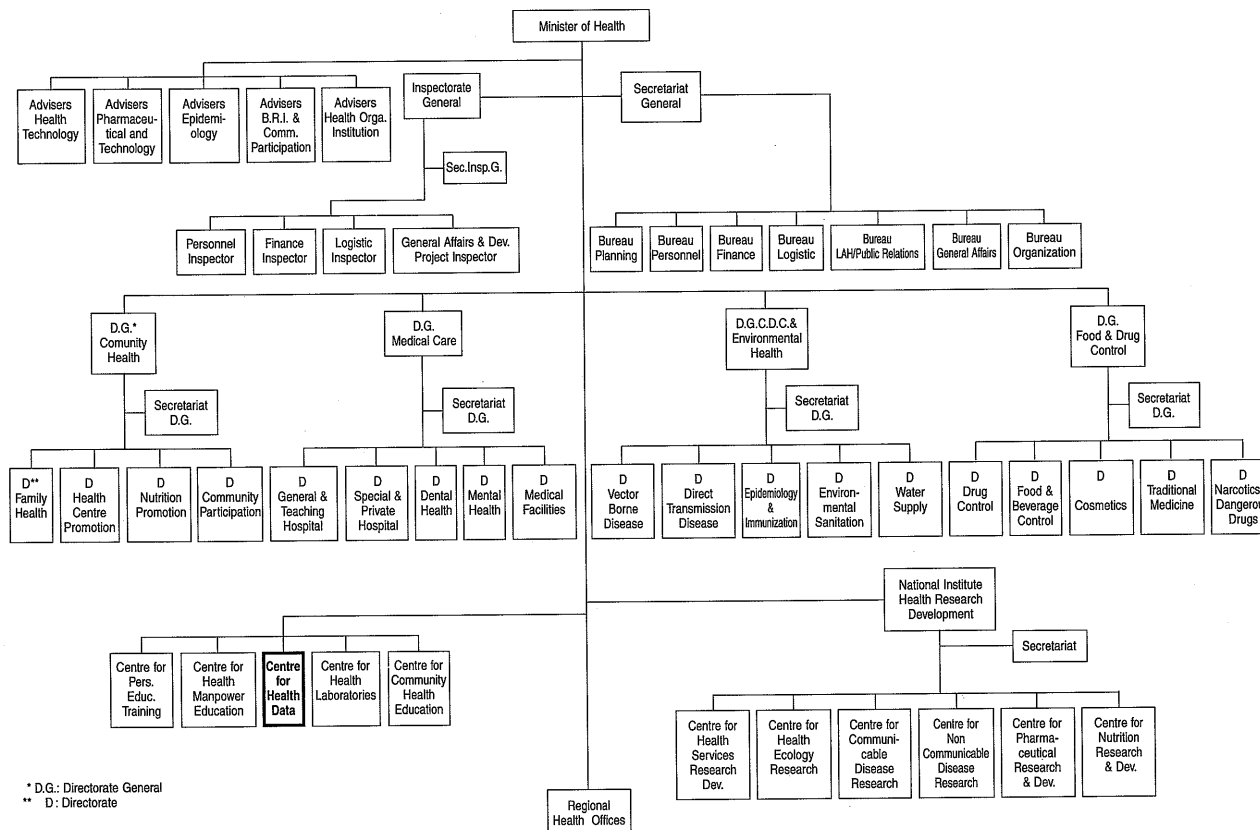 Minister of Health
Advisers
Health
Technology
Advisers
Pharmaceu-
tical and
Technology
Advisers
Epidemi-
ology
Advisers
B.R.I. &
Comm.
Participation
Advisers
Health Orga.
Institution
Inspectorate
General
Secretariat
General
Sec.Insp.G.
Personnel
Inspector
Finance
Inspector
Logistic
Inspector
General Affairs & Dev.
Project Inspector
Bureau
Planning
Bureau
Personnel
Bureau
Finance
Bureau
Logistic
Bureau
LAH/Public Relations
Bureau
General Affairs
Bureau
Organization
D.G.*
Comunity
Health
D.G.
Medical Care
D.G.C.D.C.&
Environmental
Health
D.G.
Food & Drug
Control
Secretariat
D.G.
Secretariat
D.G.
Secretariat
D.G.
Secretariat
D.G.
D**
Family
Health
D
Health
Centre
Promotion
D
Nutrition
Promotion
D
Community
Participation
D
General &
Teaching
Hospital
D
Special &
Private
Hospital
D
Dental
Health
D
Mental
Health
D
Medical
Facilities
D
Vector
Borne
Disease
D
Direct
Transmission
Disease
D
Epidemiology
&
Immunization
D
Environ-
mental
Sanitation
D
Water
Supply
D
Drug
Control
D
Food &
Beverage
Control
D
Cosmetics
D
Traditional
Medicine
D
Narcotics
Dangerou
Drugs
National Institute
Health Research
Development
Secretariat
Centre for
Pers.
Educ.
Training
Centre for
Health
Manpower
Education
Centre
for
Health
Data
Centre for
Health
Laboratories
Centre for
Community
Health
Education
Centre for
Health
Services
Research
Dev.
Centre for
Health
Ecology
Research
Centre for
Communi-
cable
Disease
Research
Centre for
Non
Communicable
Disease
Research
Centre for
Pharma-
ceutical
Research
& Dev.
Centre for
Nutrition
Research
& Dev.
* D.G.: Directorate General
** D : Directorate
Regional
Health Offices